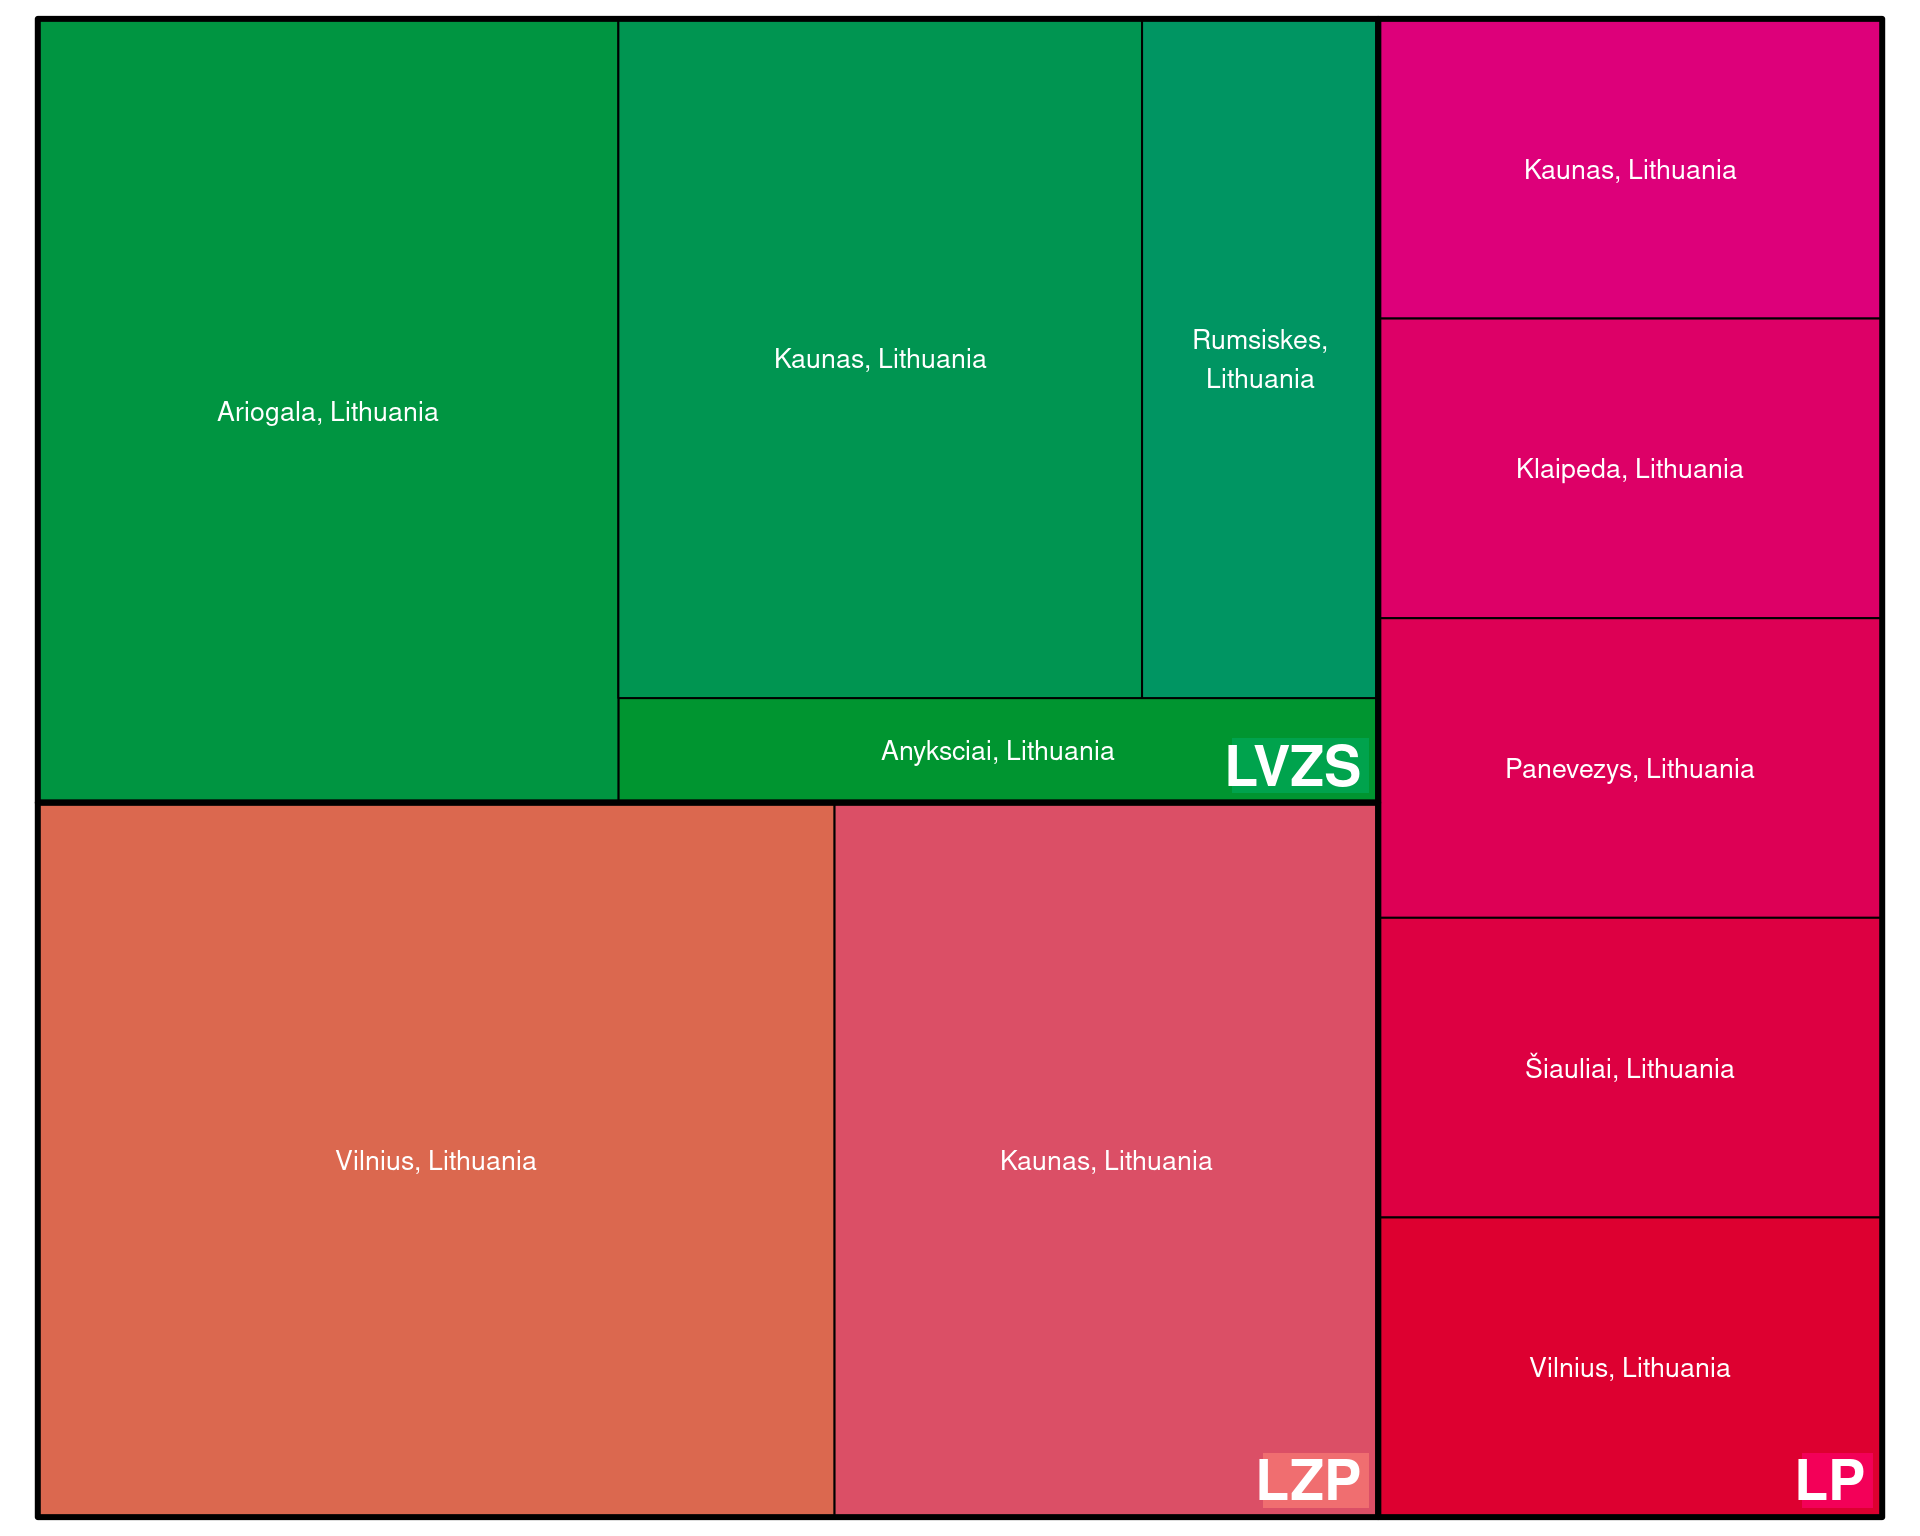 Ariogala, Lithuania
Kaunas, Lithuania
Rumsiskes,
Lithuania
Anyksciai, Lithuania
LVZS
Vilnius, Lithuania
Kaunas, Lithuania
LZP
Kaunas, Lithuania
Klaipeda, Lithuania
Panevezys, Lithuania
Šiauliai, Lithuania
Vilnius, Lithuania
LP